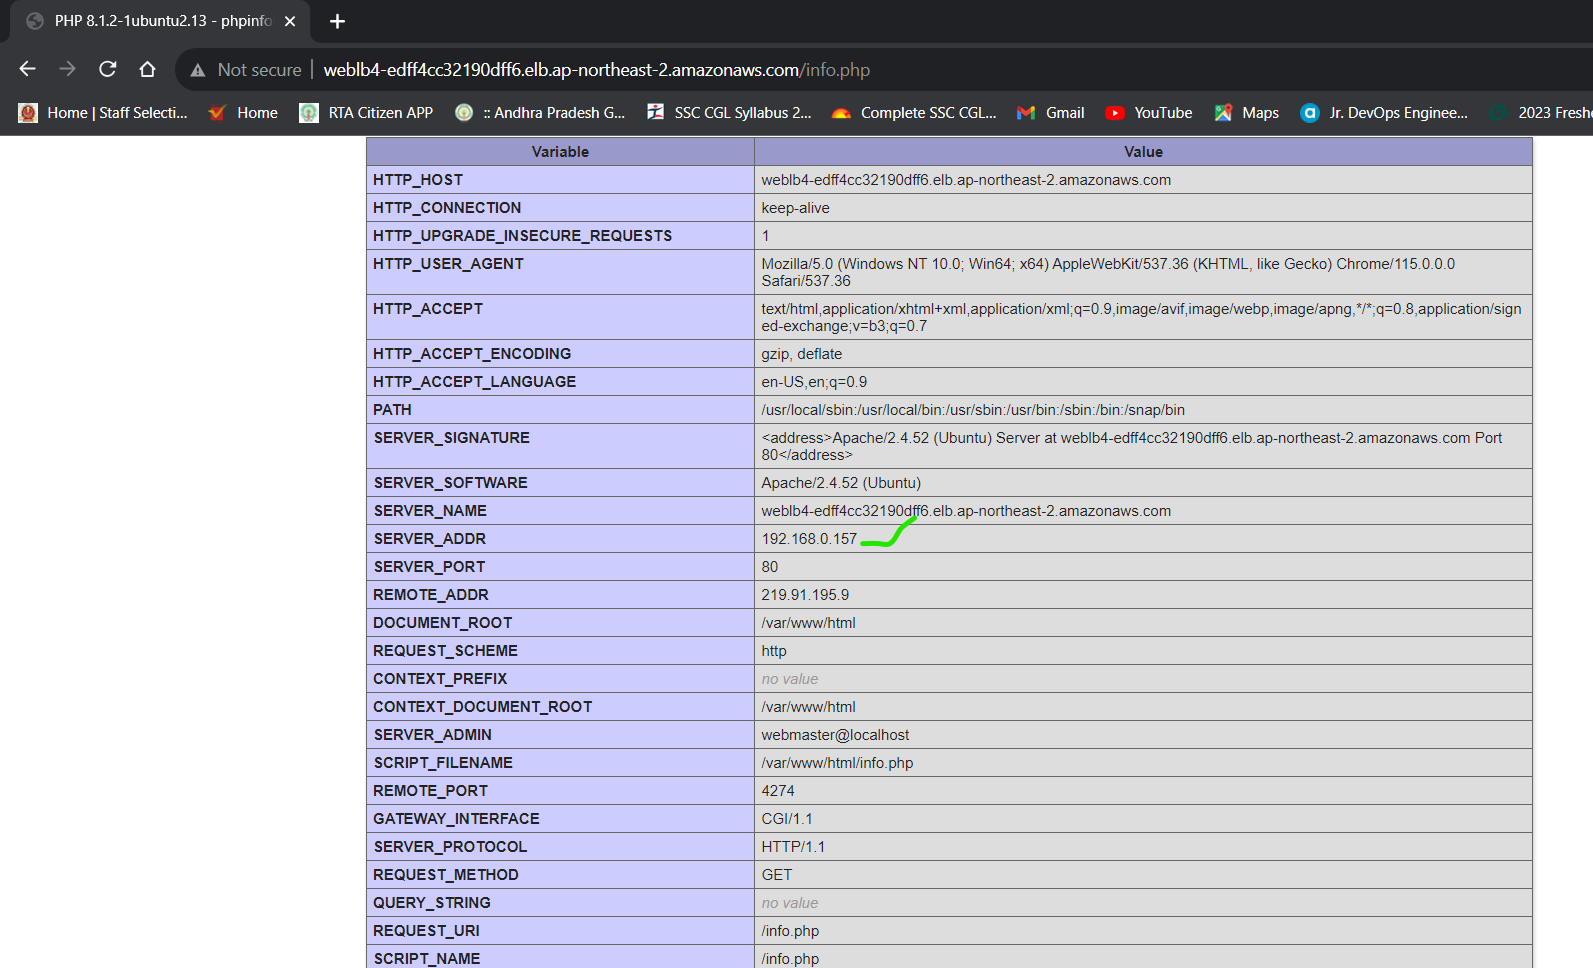 PHP 8.1.2-1ubuntu2.13 - phpinfo
Not secure weblb4-edff4cc32190dff6.elb.ap-northeast-2.amazonaws.com/info.php
Home | Staff Selecti... Home RTA Citizen APP :: Andhra Pradesh G... SSC CGL Syllabus 2... Complete SSC CGL... Gmail YouTube Maps Jr. DevOps Enginee... 2023 Freshe
Variable Value
HTTP_HOST weblb4-edff4cc32190dff6.elb.ap-northeast-2.amazonaws.com
HTTP_CONNECTION keep-alive
HTTP_UPGRADE_INSECURE_REQUESTS 1
HTTP_USER_AGENT Mozilla/5.0 (Windows NT 10.0; Win64; x64) AppleWebKit/537.36 (KHTML, like Gecko) Chrome/115.0.0.0
Safari/537.36
HTTP_ACCEPT text/html,application/xhtml+xml,application/xml;q=0.9,image/avif,image/webp,image/apng,*/*;q=0.8,application/sign
ed-exchange;v=b3;q=0.7
HTTP_ACCEPT_ENCODING gzip, deflate
HTTP_ACCEPT_LANGUAGE en-US,en;q=0.9
PATH /usr/local/sbin:/usr/local/bin:/usr/sbin:/usr/bin:/sbin:/bin:/snap/bin
SERVER_SIGNATURE <address>Apache/2.4.52 (Ubuntu) Server at weblb4-edff4cc32190dff6.elb.ap-northeast-2.amazonaws.com Port
80</address>
SERVER_SOFTWARE Apache/2.4.52 (Ubuntu)
SERVER_NAME weblb4-edff4cc32190dff6.elb.ap-northeast-2.amazonaws.com
SERVER_ADDR 192.168.0.157
SERVER_PORT 80
REMOTE_ADDR 219.91.195.9
DOCUMENT_ROOT /var/www/html
REQUEST_SCHEME http
CONTEXT_PREFIX no value
CONTEXT_DOCUMENT_ROOT /var/www/html
SERVER_ADMIN webmaster@localhost
SCRIPT_FILENAME /var/www/html/info.php
REMOTE_PORT 4274
GATEWAY_INTERFACE CGI/1.1
SERVER_PROTOCOL HTTP/1.1
REQUEST_METHOD GET
QUERY_STRING no value
REQUEST_URI /info.php
SCRIPT_NAME /info.php